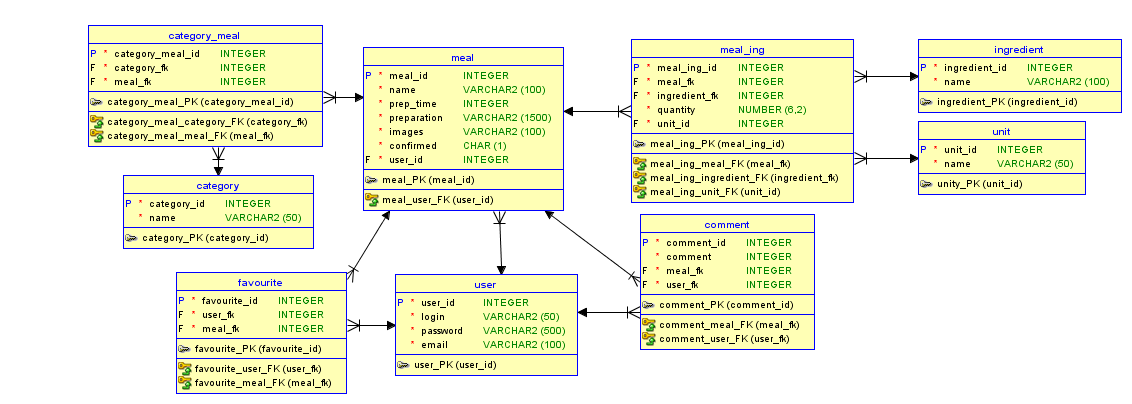 category_meal
P * category_meal_id INTEGER
F * category_fk INTEGER
F * meal_fk INTEGER
category_meal_PK (category_meal_id)
category_meal_category_FK (category_fk)
category_meal_meal_FK (meal_fk)
category
P * category_id INTEGER
* name VARCHAR2 (50)
category_PK (category_id)
meal
P * meal_id INTEGER
* name VARCHAR2 (100)
* prep_time INTEGER
* preparation VARCHAR2 (1500)
* images VARCHAR2 (100)
* confirmed CHAR (1)
F * user_id INTEGER
meal_PK (meal_id)
meal_user_FK (user_id)
meal_ing
P * meal_ing_id INTEGER
F * meal_fk INTEGER
F * ingredient_fk INTEGER
* quantity NUMBER (6,2)
F * unit_id INTEGER
meal_ing_PK (meal_ing_id)
meal_ing_meal_FK (meal_fk)
meal_ing_ingredient_FK (ingredient_fk)
meal_ing_unit_FK (unit_id)
ingredient
P * ingredient_id INTEGER
* name VARCHAR2 (100)
ingredient_PK (ingredient_id)
unit
P * unit_id INTEGER
* name VARCHAR2 (50)
unity_PK (unit_id)
favourite
P * favourite_id INTEGER
F * user_fk INTEGER
F * meal_fk INTEGER
favourite_PK (favourite_id)
favourite_user_FK (user_fk)
favourite_meal_FK (meal_fk)
user
P * user_id INTEGER
* login VARCHAR2 (50)
* password VARCHAR2 (500)
* email VARCHAR2 (100)
user_PK (user_id)
comment
P * comment_id INTEGER
* comment INTEGER
F * meal_fk INTEGER
F * user_fk INTEGER
comment_PK (comment_id)
comment_meal_FK (meal_fk)
comment_user_FK (user_fk)